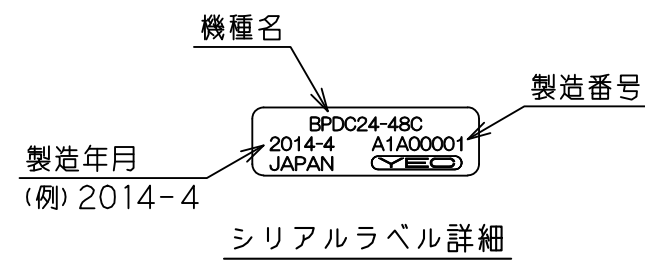 機種名
製造番号
BPDC24-48C
2014-4 A1A00001
JAPAN YEC
製造年月
(例) 2014-4
シリアルラベル詳細